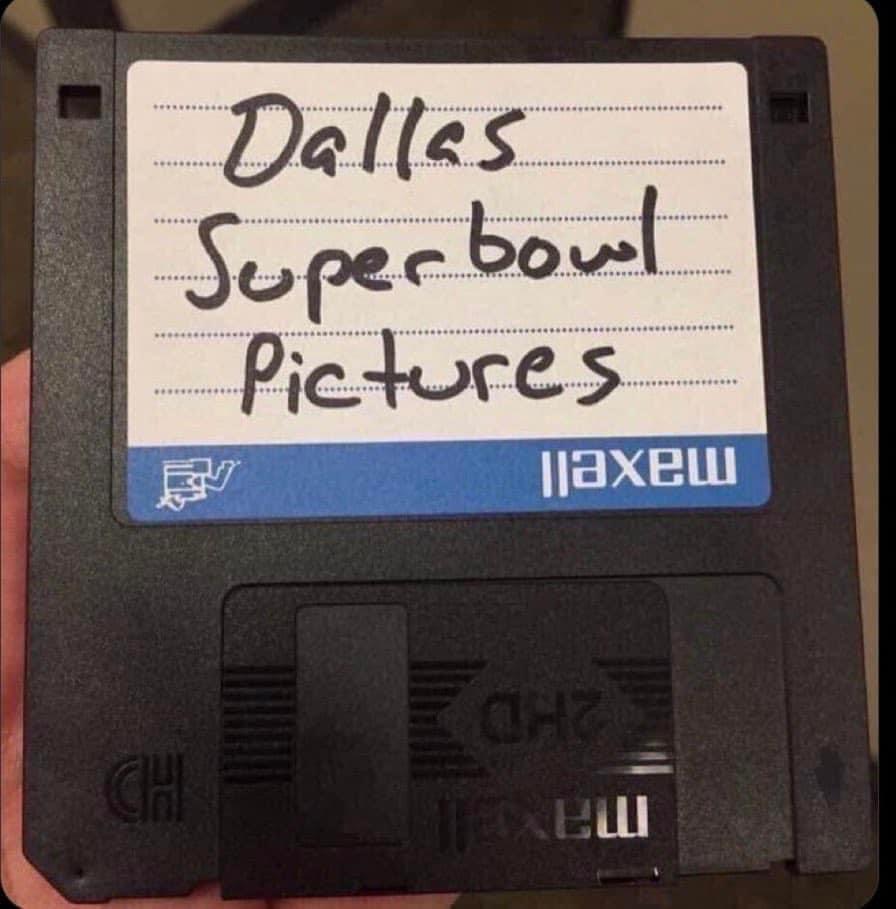 Dallas
Superbowl
Pictures
maxell
2HD
maxell
HD